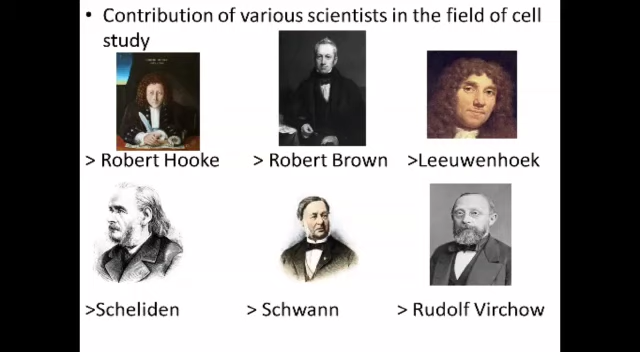 • Contribution of various scientists in the field of cell
study
> Robert Hooke
> Robert Brown
>Leeuwenhoek
>Scheliden
> Schwann
> Rudolf Virchow